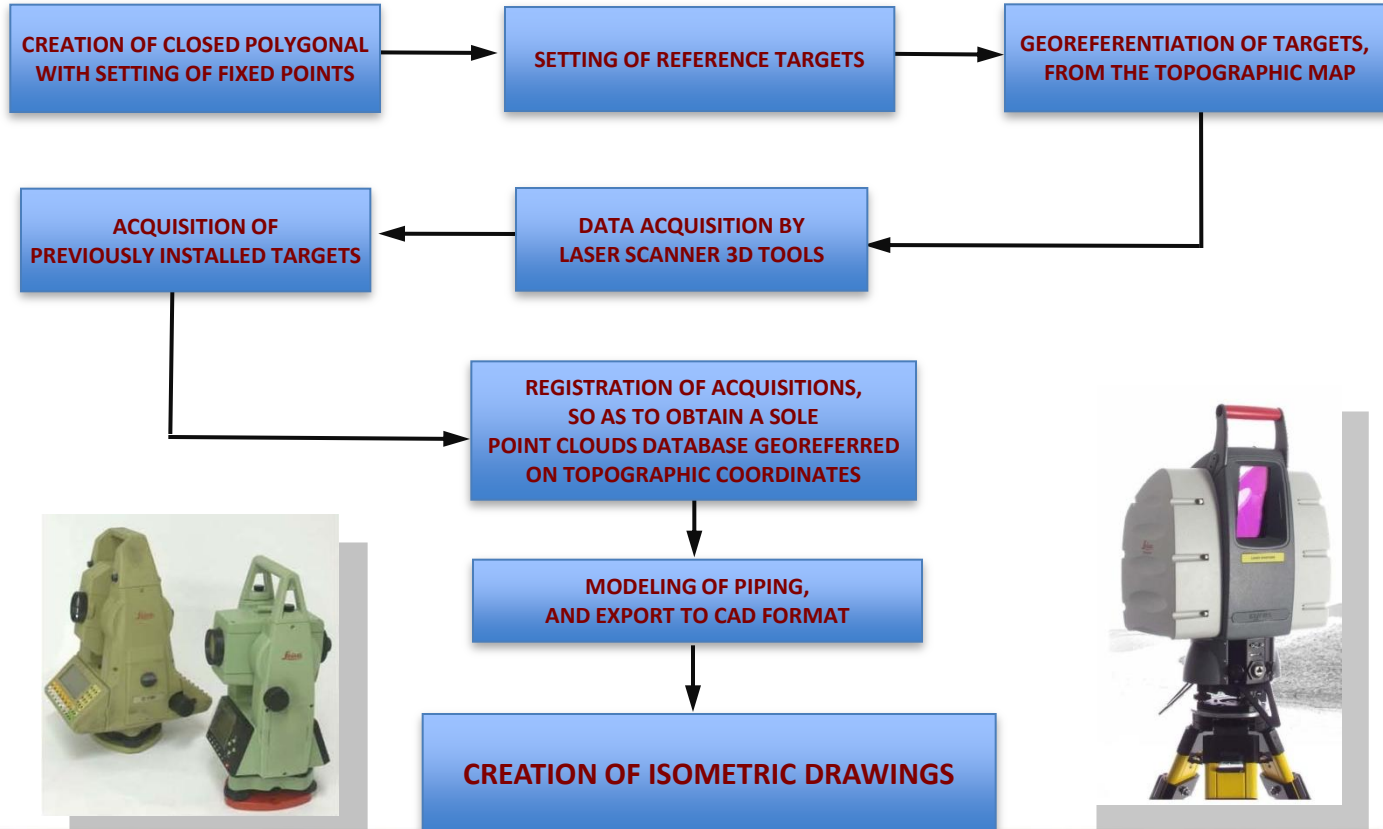 CREATION OF CLOSED POLYGONAL
WITH SETTING OF FIXED POINTS
SETTING OF REFERENCE TARGETS
GEOREFERENTIATION OF TARGETS,
FROM THE TOPOGRAPHIC MAP
DATA ACQUISITION BY
LASER SCANNER 3D TOOLS
ACQUISITION OF
PREVIOUSLY INSTALLED TARGETS
REGISTRATION OF ACQUISITIONS,
SO AS TO OBTAIN A SOLE
POINT CLOUDS DATABASE GEOREFERRED
ON TOPOGRAPHIC COORDINATES
MODELING OF PIPING,
AND EXPORT TO CAD FORMAT
CREATION OF ISOMETRIC DRAWINGS
Leica
Leica